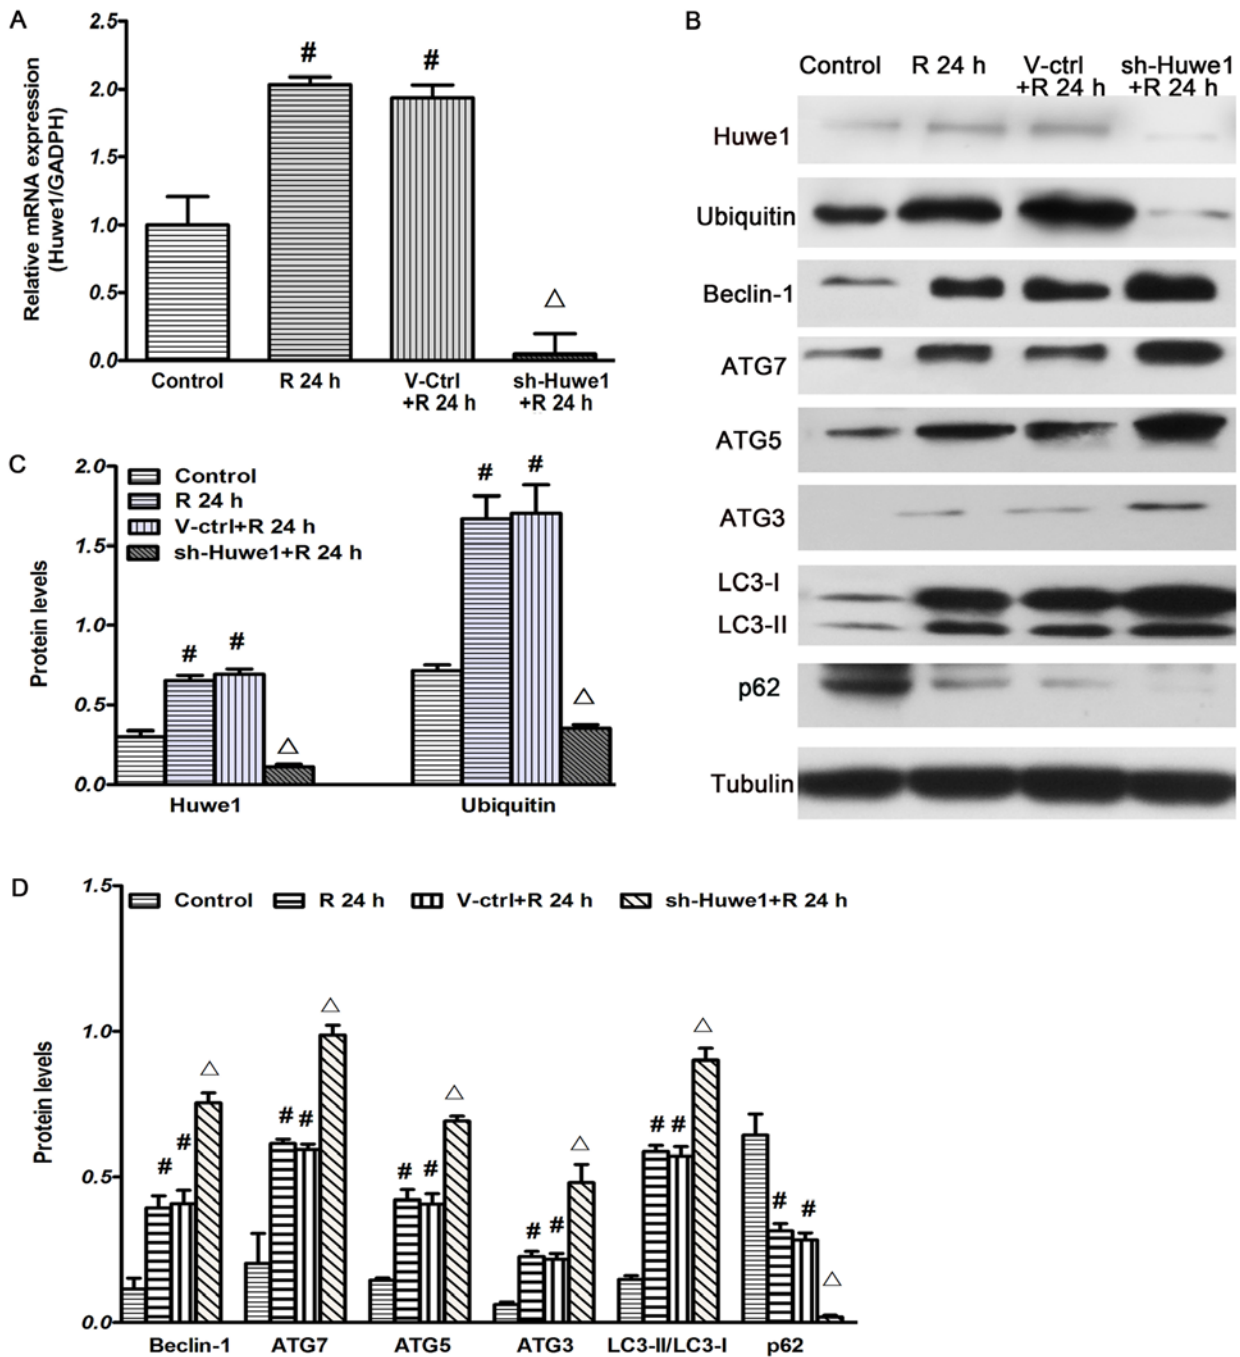 A
2.5
2.0
1.5
1.0
0.5
0.0
Relative mRNA expression
(Huwe1/GADPH)
#
#
△
Control
R 24 h
V-Ctrl
+R 24 h
sh-Huwe1
+R 24 h
B
Control
R 24 h
V-ctrl
+R 24 h
sh-Huwe1
+R 24 h
Huwe1
Ubiquitin
Beclin-1
ATG7
ATG5
ATG3
LC3-I
LC3-II
p62
Tubulin
C
2.0
1.5
1.0
0.5
0.0
Protein levels
Control
R 24 h
V-ctrl+R 24 h
sh-Huwe1+R 24 h
# # △
# # △
Huwe1
Ubiquitin
D
1.5
1.0
0.5
0.0
Protein levels
Control
R 24 h
V-ctrl+R 24 h
sh-Huwe1+R 24 h
# # △
# # △
# # △
# # △
# # △
# # △
Beclin-1
ATG7
ATG5
ATG3
LC3-II/LC3-I
p62